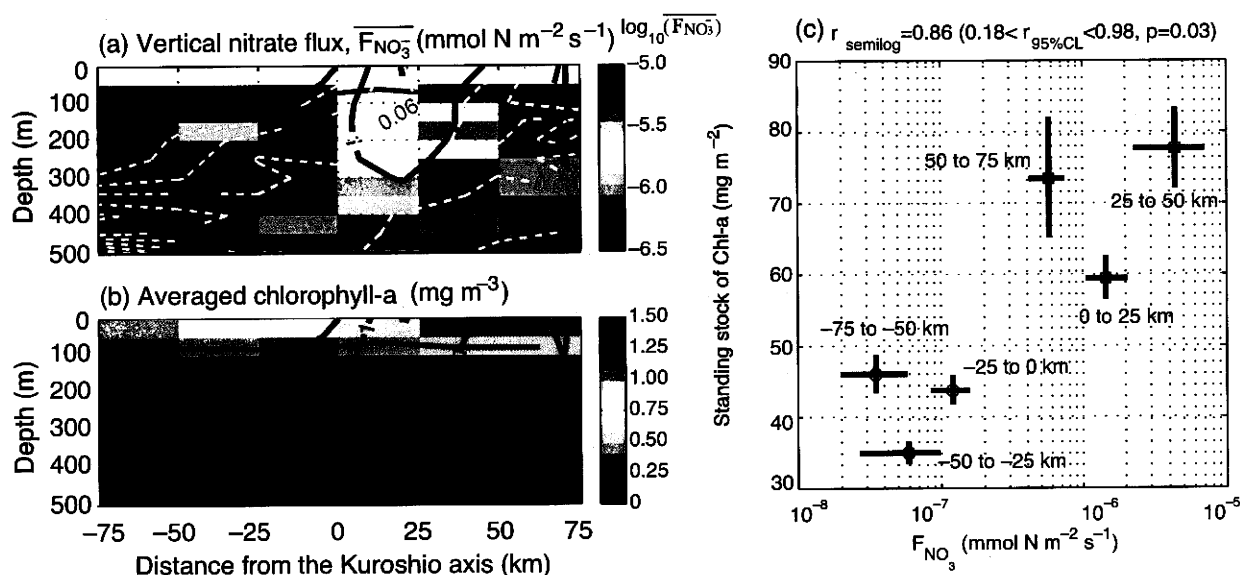 (a) Vertical nitrate flux, F̅N̅O̅₃̅⁻̅ (mmol N m⁻² s⁻¹)
log₁₀(F̅N̅O̅₃̅⁻̅)
0
100
200
300
400
500
Depth (m)
0.06
−5.0
−5.5
−6.0
−6.5
(b) Averaged chlorophyll-a (mg m⁻³)
0
100
200
300
400
500
Depth (m)
1.50
1.25
1.00
0.75
0.50
0.25
0
−75 −50 −25 0 25 50 75
Distance from the Kuroshio axis (km)
(c) r semilog=0.86 (0.18< r 95%CL<0.98, p=0.03)
90
80
70
60
50
40
30
Standing stock of Chl-a (mg m⁻²)
50 to 75 km
25 to 50 km
0 to 25 km
−75 to −50 km
−25 to 0 km
−50 to −25 km
10⁻⁸ 10⁻⁷ 10⁻⁶ 10⁻⁵
F NO₃ (mmol N m⁻² s⁻¹)